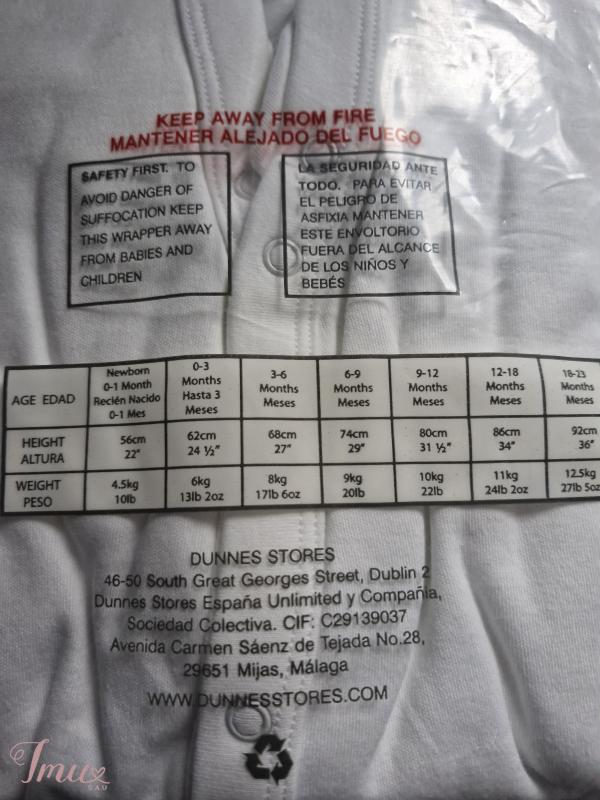 KEEP AWAY FROM FIRE
MANTENER ALEJADO DEL FUEGO
SAFETY FIRST. TO
AVOID DANGER OF
SUFFOCATION KEEP
THIS WRAPPER AWAY
FROM BABIES AND
CHILDREN
LA SEGURIDAD ANTE
TODO. PARA EVITAR
EL PELIGRO DE
ASFIXIA MANTENER
ESTE ENVOLTORIO
FUERA DEL ALCANCE
DE LOS NIÑOS Y
BEBÉS
AGE EDAD
Newborn
0-1 Month
Recién Nacido
0-1 Mes
0-3
Months
Hasta 3
Meses
3-6
Months
Meses
6-9
Months
Meses
9-12
Months
Meses
12-18
Months
Meses
18-23
Months
Meses
HEIGHT
ALTURA
56cm
22"
62cm
24 ½"
68cm
27"
74cm
29"
80cm
31 ½"
86cm
34"
92cm
36"
WEIGHT
PESO
4.5kg
10lb
6kg
13lb 2oz
8kg
17lb 6oz
9kg
20lb
10kg
22lb
11kg
24lb 2oz
12.5kg
27lb 5oz
DUNNES STORES
46-50 South Great Georges Street, Dublin 2
Dunnes Stores España Unlimited y Compañia,
Sociedad Colectiva. CIF: C29139037
Avenida Carmen Sáenz de Tejada No.28,
29651 Mijas, Málaga
WWW.DUNNESSTORES.COM
Imu
SAU